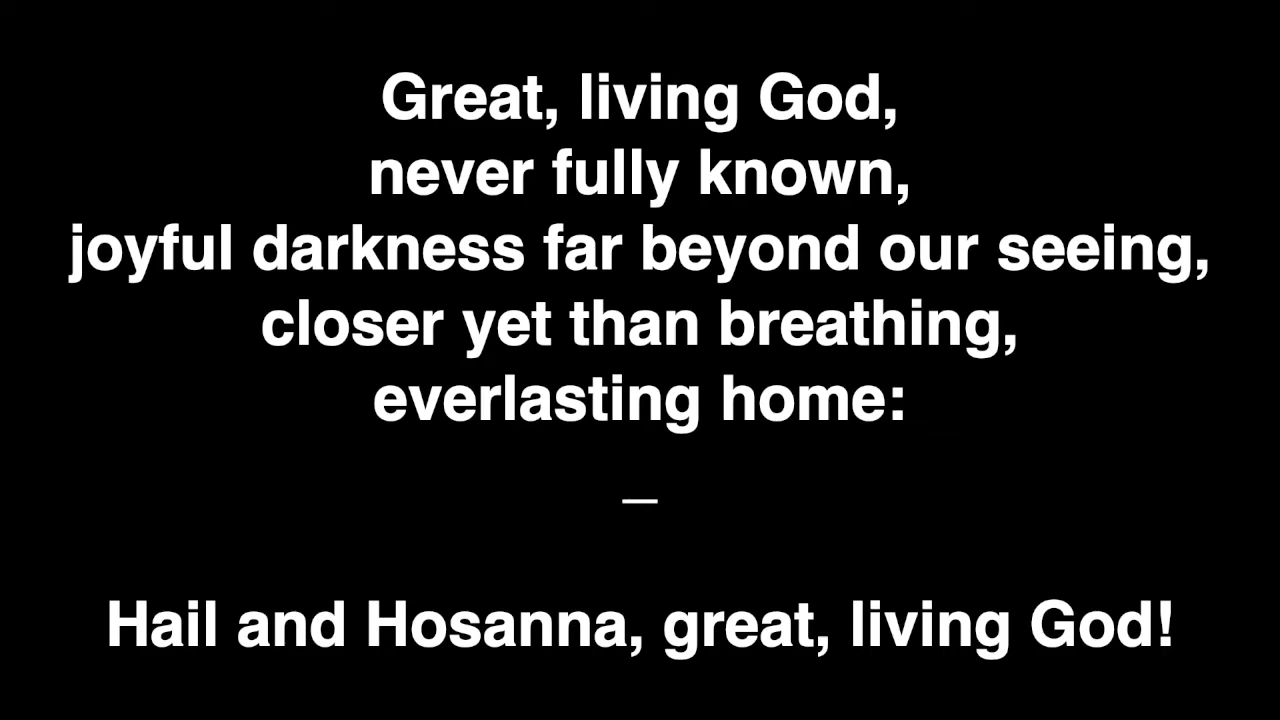 Great, living God,
never fully known,
joyful darkness far beyond our seeing,
closer yet than breathing,
everlasting home:
_
Hail and Hosanna, great, living God!